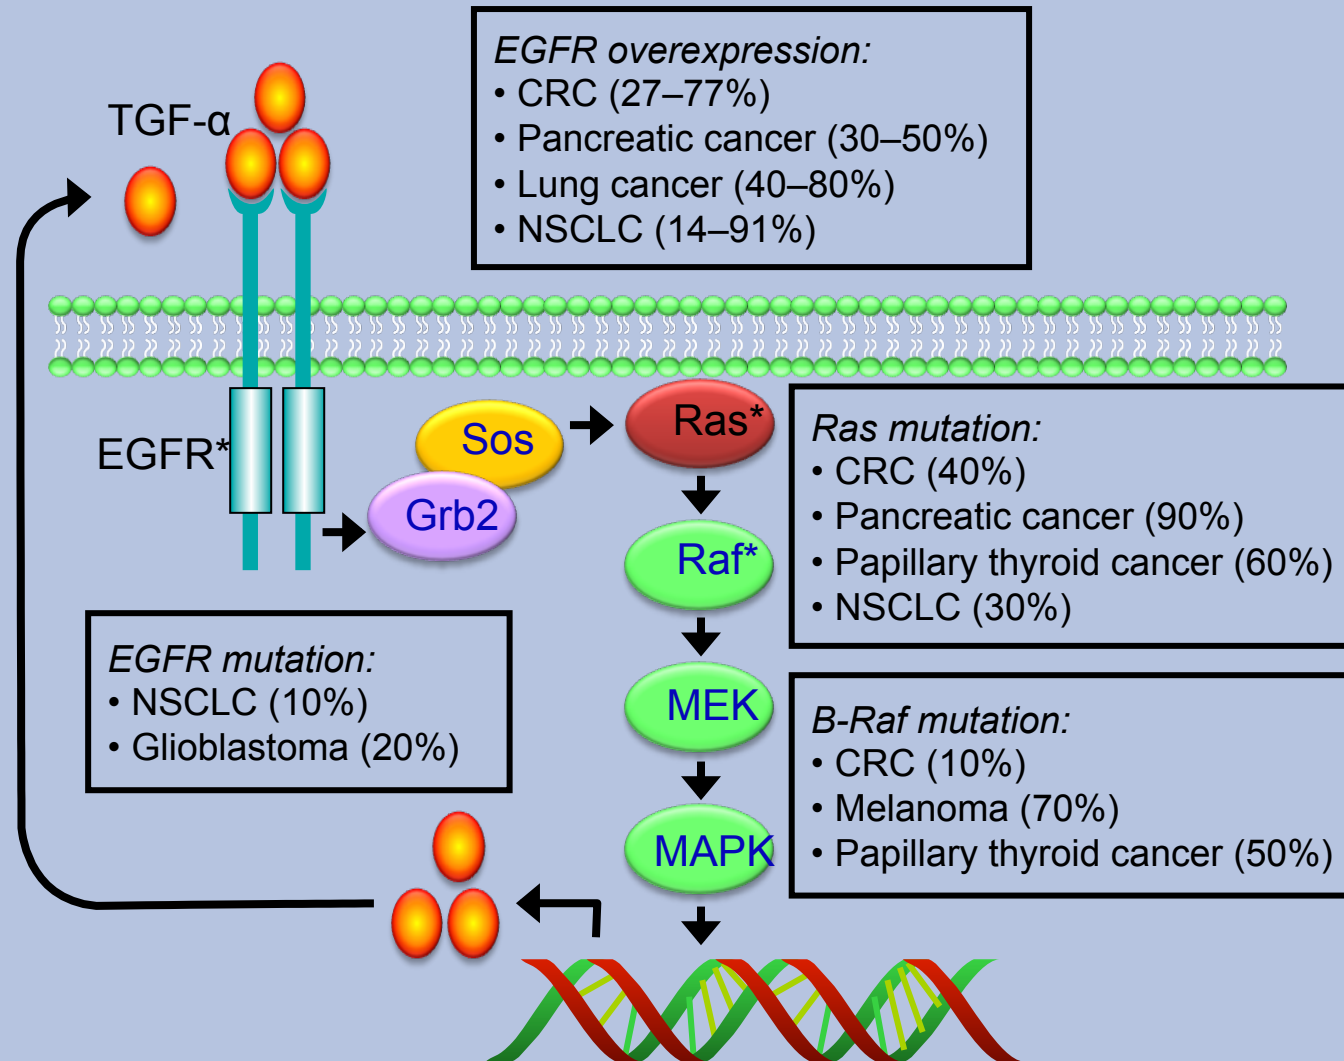 EGFR overexpression:
• CRC (27–77%)
• Pancreatic cancer (30–50%)
• Lung cancer (40–80%)
• NSCLC (14–91%)
TGF-α
EGFR*
Sos
Grb2
Ras*
Raf*
MEK
MAPK
Ras mutation:
• CRC (40%)
• Pancreatic cancer (90%)
• Papillary thyroid cancer (60%)
• NSCLC (30%)
EGFR mutation:
• NSCLC (10%)
• Glioblastoma (20%)
B-Raf mutation:
• CRC (10%)
• Melanoma (70%)
• Papillary thyroid cancer (50%)